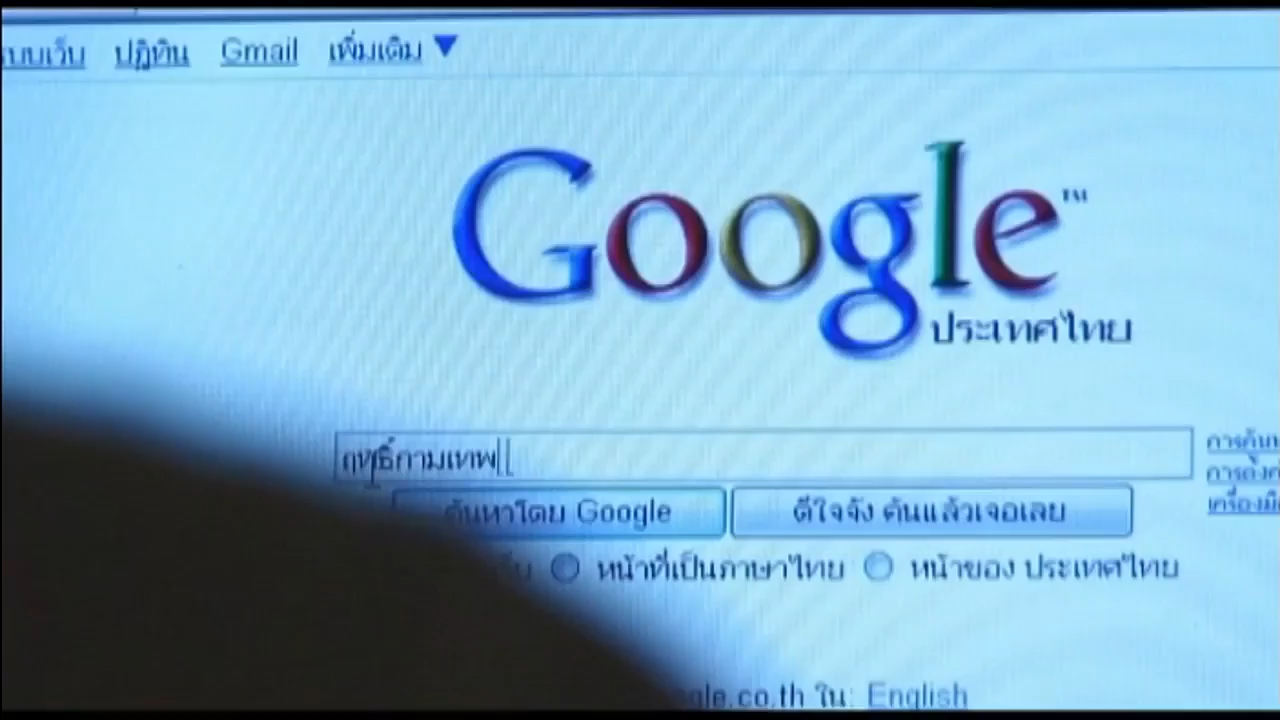 ปฏิทิน Gmail เพิ่มเติม
Google™
ประเทศไทย
ฤทธิ์กามเทพ
ค้นหาโดย Google ดีใจจัง ค้นแล้วเจอเลย
หน้าที่เป็นภาษาไทย หน้าของ ประเทศไทย
.co.th ใน: English